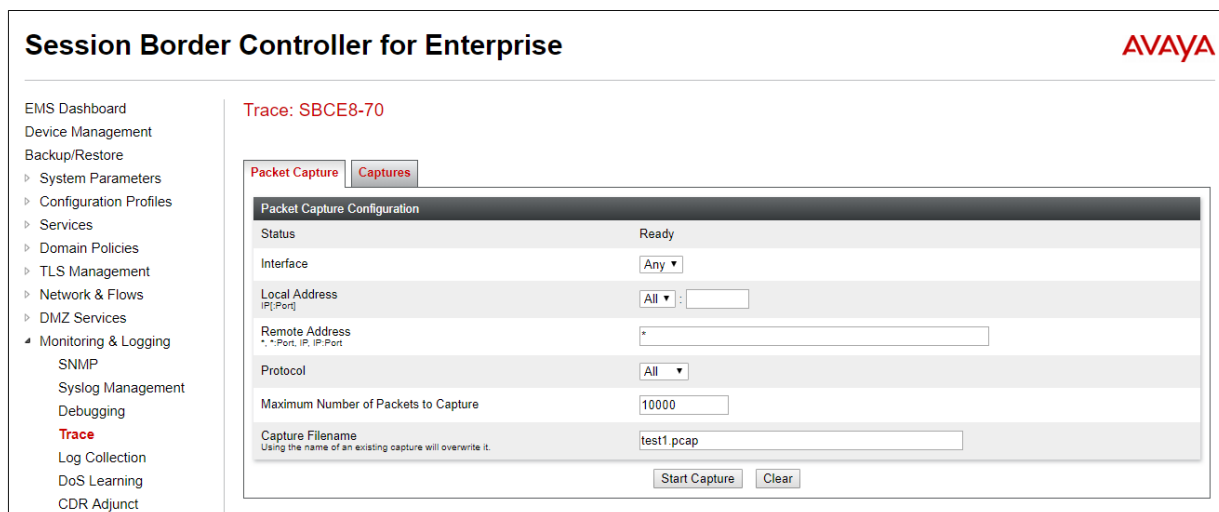 Session Border Controller for Enterprise
AVAYA
EMS Dashboard
Device Management
Backup/Restore
System Parameters
Configuration Profiles
Services
Domain Policies
TLS Management
Network & Flows
DMZ Services
Monitoring & Logging
SNMP
Syslog Management
Debugging
Trace
Log Collection
DoS Learning
CDR Adjunct
Trace: SBCE8-70
Packet Capture Captures
Packet Capture Configuration
Status Ready
Interface Any
Local Address All :
IP[:Port]
Remote Address *
*, *:Port, IP, IP:Port
Protocol All
Maximum Number of Packets to Capture 10000
Capture Filename test1.pcap
Using the name of an existing capture will overwrite it.
Start Capture Clear